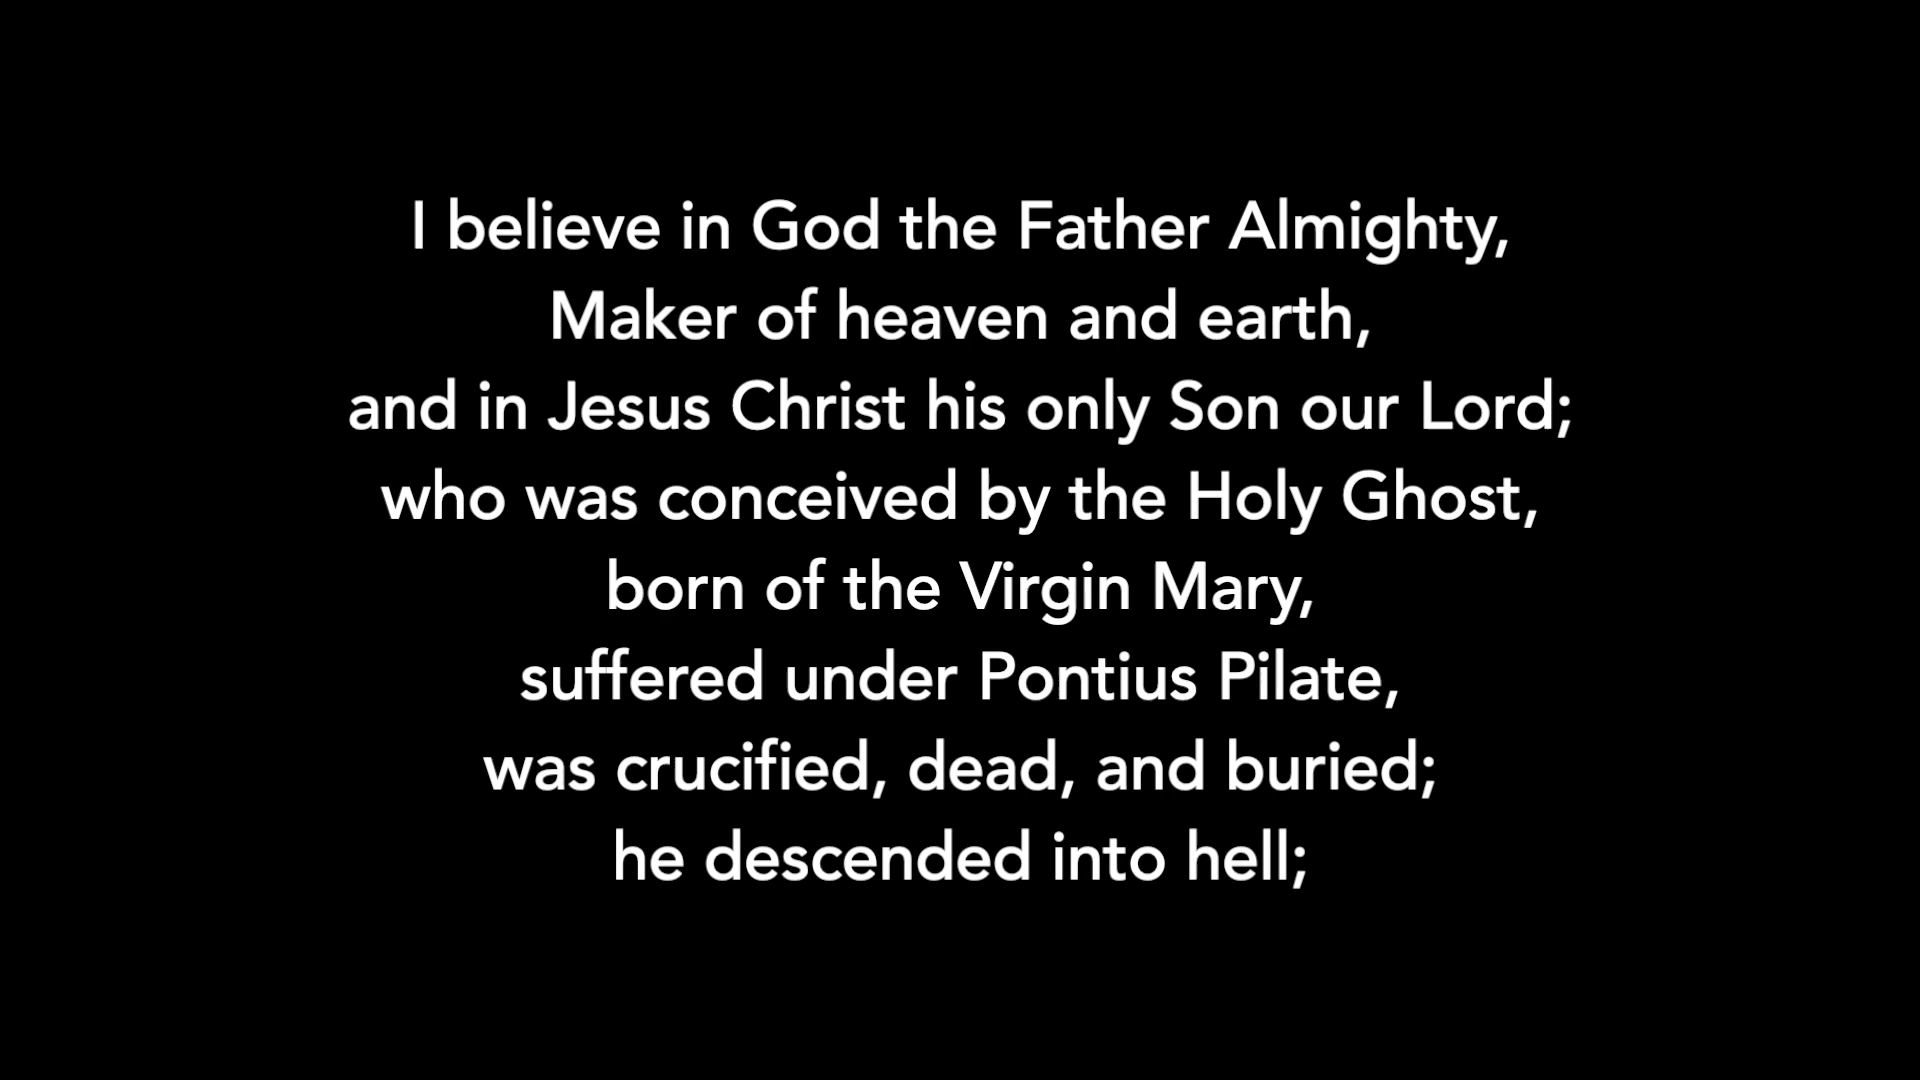 I believe in God the Father Almighty,
Maker of heaven and earth,
and in Jesus Christ his only Son our Lord;
who was conceived by the Holy Ghost,
born of the Virgin Mary,
suffered under Pontius Pilate,
was crucified, dead, and buried;
he descended into hell;